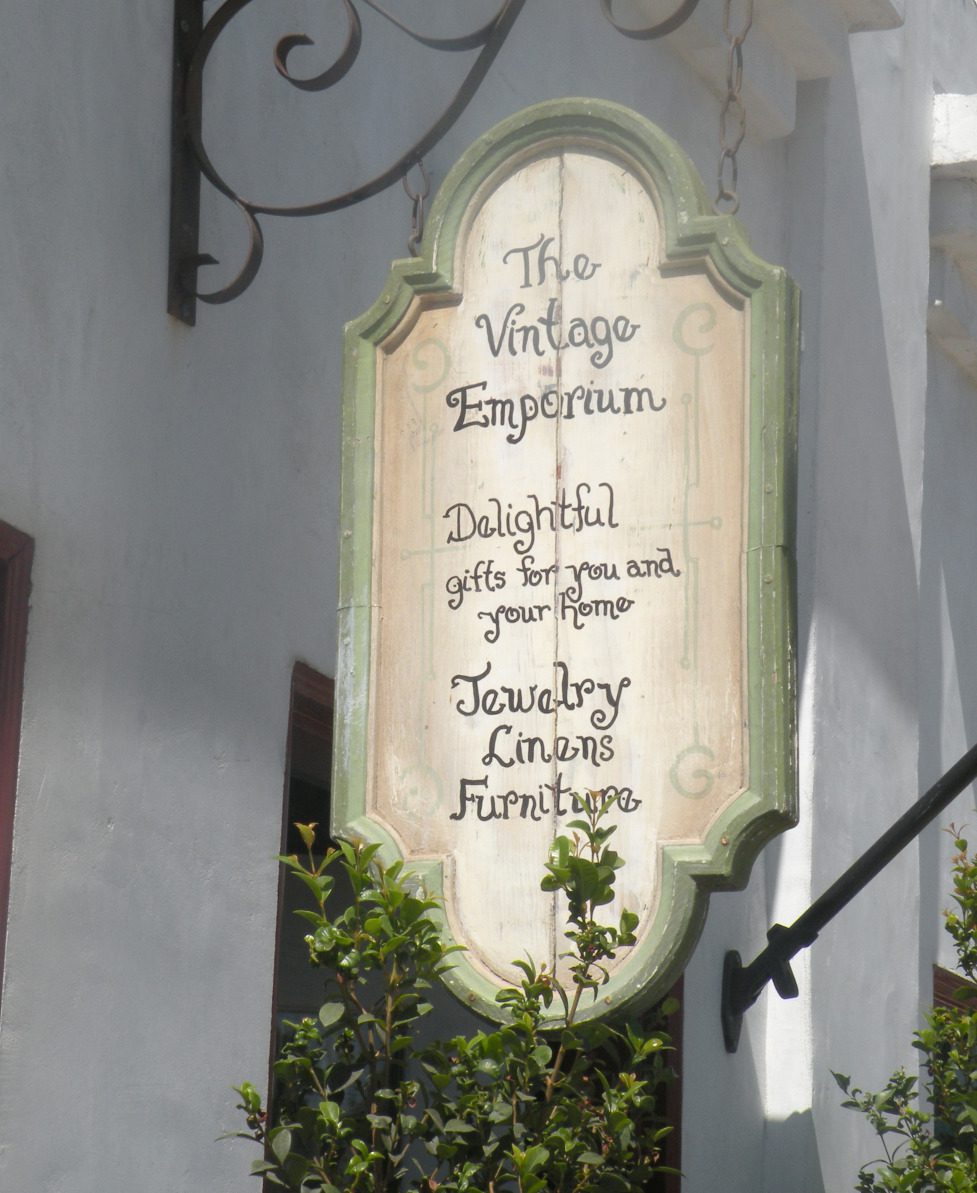 The
Vintage
Emporium
Delightful
gifts for you and
your home
Jewelry
Linens
Furniture